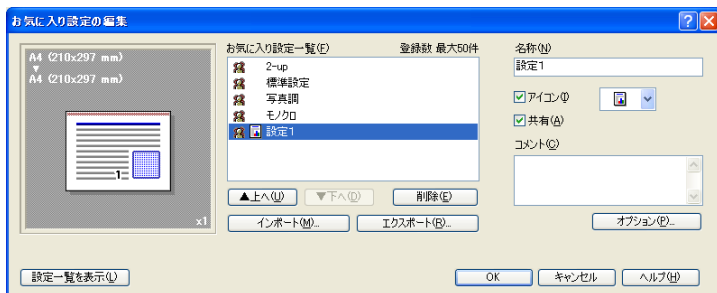 お気に入り設定の編集
A4 (210x297 mm)
▼
A4 (210x297 mm)
1
x1
お気に入り設定一覧(F) 登録数 最大50件
2-up
標準設定
写真調
モノクロ
設定1
▲上へ(U) ▼下へ(D) 削除(E)
インポート(M)... エクスポート(R)...
名称(N)
設定1
アイコン(I)
共有(A)
コメント(C)
オプション(P)...
設定一覧を表示(L)
OK キャンセル ヘルプ(H)